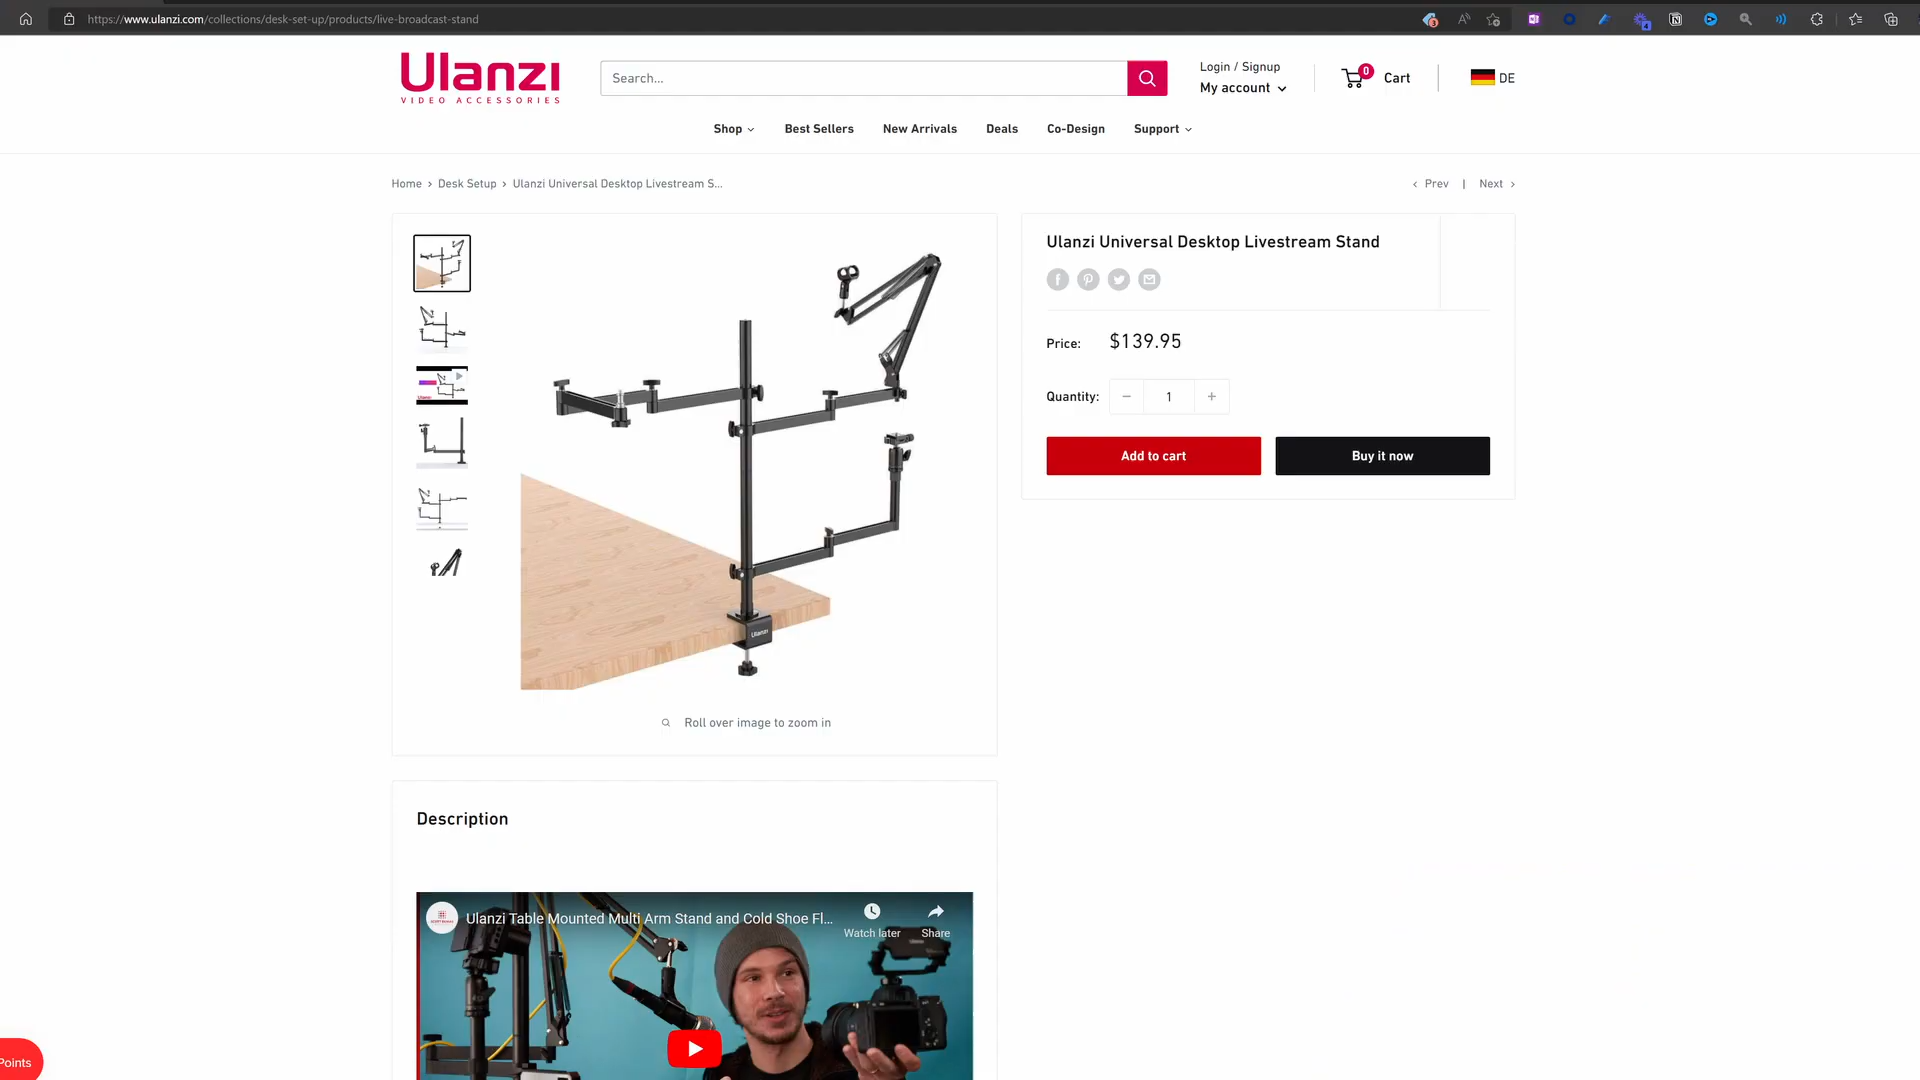 https://www.ulanzi.com/collections/desk-set-up/products/live-broadcast-stand
Ulanzi
VIDEO ACCESSORIES
Search...
Login / Signup
My account
0
Cart
DE
Shop
Best Sellers
New Arrivals
Deals
Co-Design
Support
Home > Desk Setup > Ulanzi Universal Desktop Livestream S...
Prev | Next
Ulanzi Universal Desktop Livestream Stand
Price: $139.95
Quantity: − 1 +
Add to cart
Buy it now
Ulanzi
Roll over image to zoom in
Description
Ulanzi Table Mounted Multi Arm Stand and Cold Shoe Fl...
Watch later
Share
Points